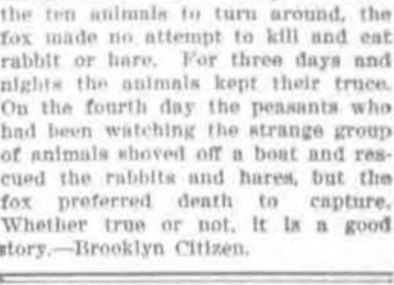 the ten animals to turn around, the
fox made no attempt to kill and eat
rabbit or hare. For three days and
nights the animals kept their truce.
On the fourth day the peasants who
had been watching the strange group
of animals shoved off a boat and res-
cued the rabbits and hares, but the
fox preferred death to capture.
Whether true or not, it is a good
story.—Brooklyn Citizen.